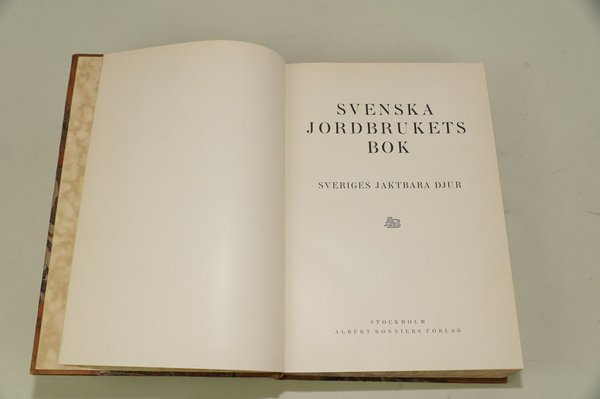 SVENSKA
JORDBRUKETS
BOK
SVERIGES JAKTBARA DJUR
STOCKHOLM
ALBERT BONNIERS FÖRLAG